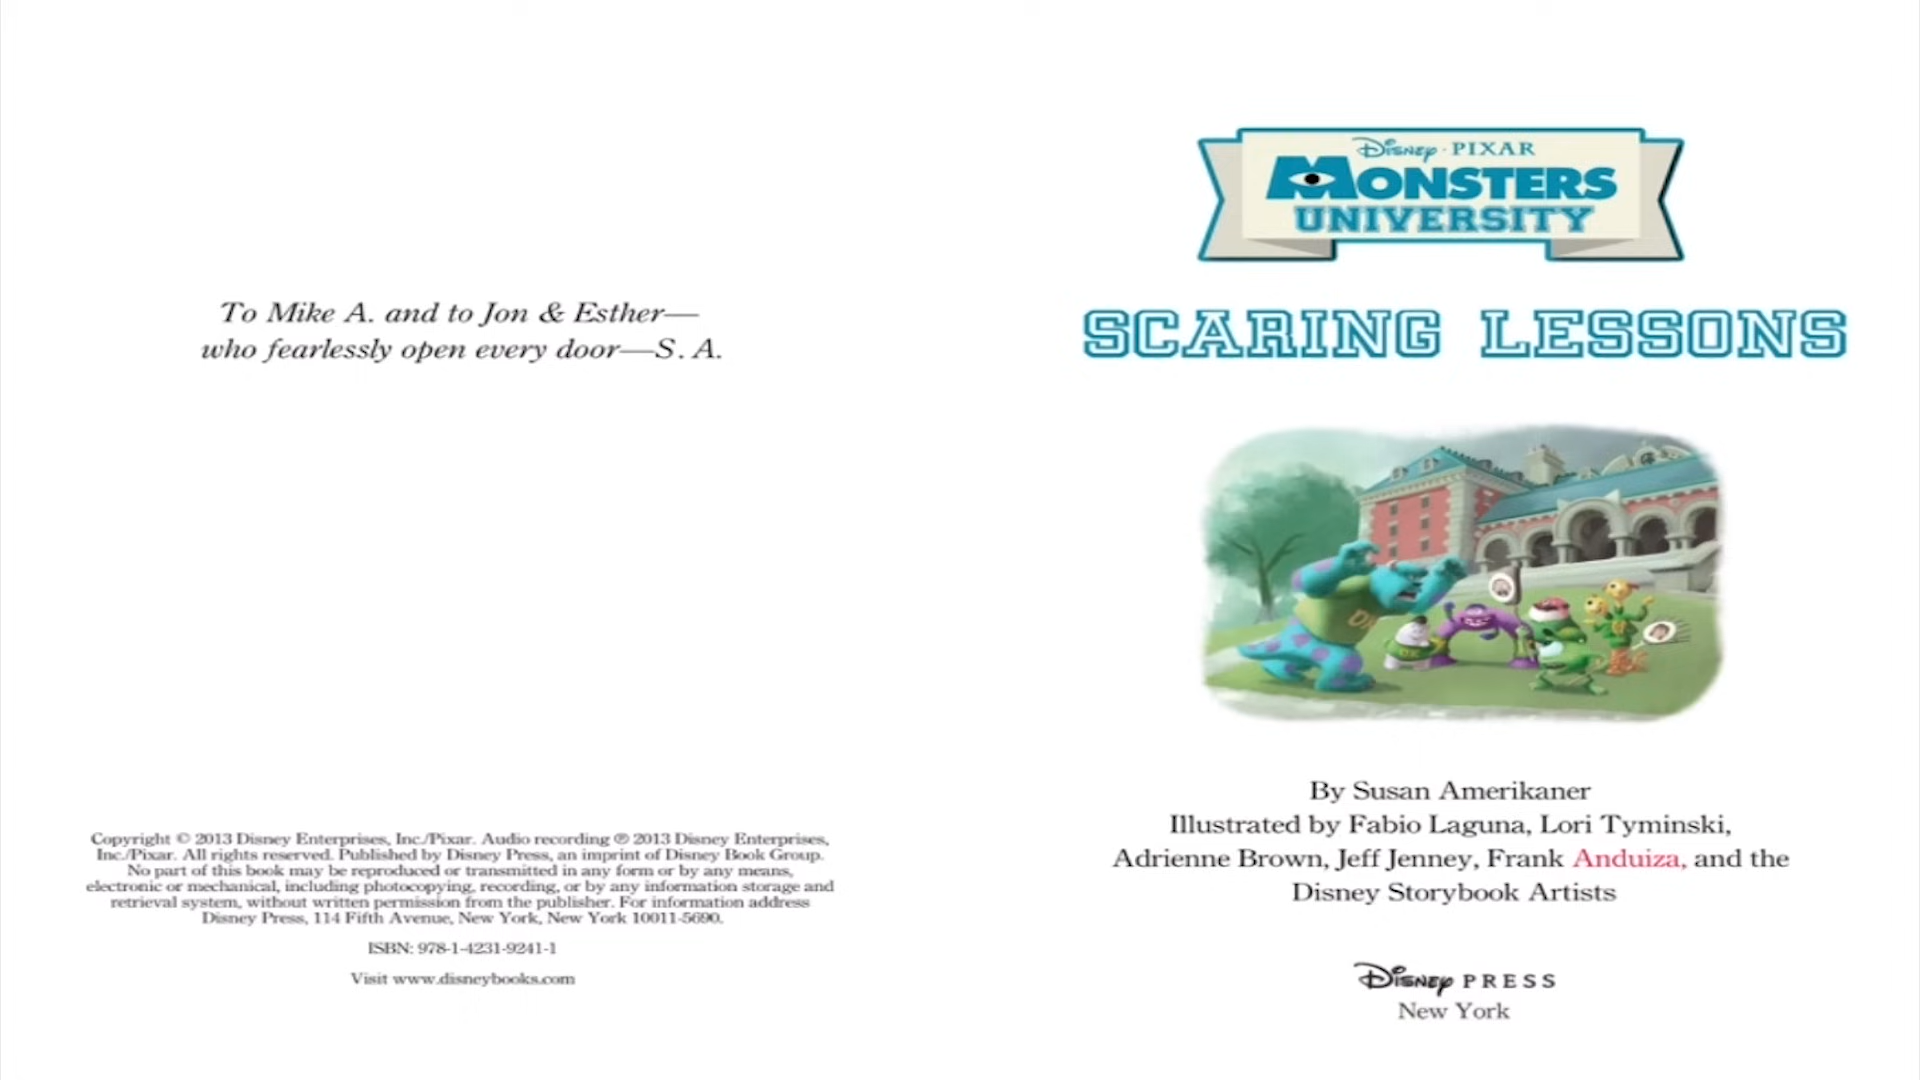 To Mike A. and to Jon & Esther—
who fearlessly open every door—S. A.
Copyright © 2013 Disney Enterprises, Inc./Pixar. Audio recording ℗ 2013 Disney Enterprises,
Inc./Pixar. All rights reserved. Published by Disney Press, an imprint of Disney Book Group.
No part of this book may be reproduced or transmitted in any form or by any means,
electronic or mechanical, including photocopying, recording, or by any information storage and
retrieval system, without written permission from the publisher. For information address
Disney Press, 114 Fifth Avenue, New York, New York 10011-5690.
ISBN: 978-1-4231-9241-1
Visit www.disneybooks.com
Disney · PIXAR
MONSTERS
UNIVERSITY
SCARING LESSONS
By Susan Amerikaner
Illustrated by Fabio Laguna, Lori Tyminski,
Adrienne Brown, Jeff Jenney, Frank Anduiza, and the
Disney Storybook Artists
Disney PRESS
New York